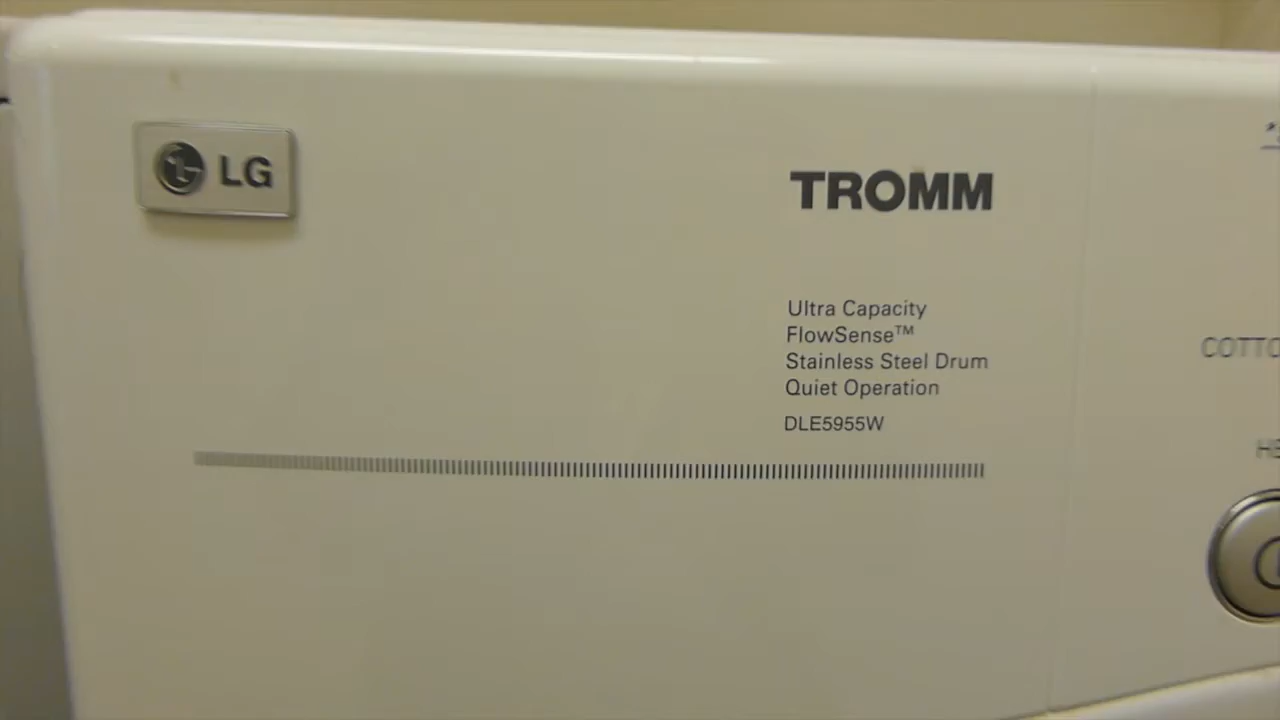 LG
TROMM
Ultra Capacity
FlowSense™
Stainless Steel Drum
Quiet Operation
DLE5955W